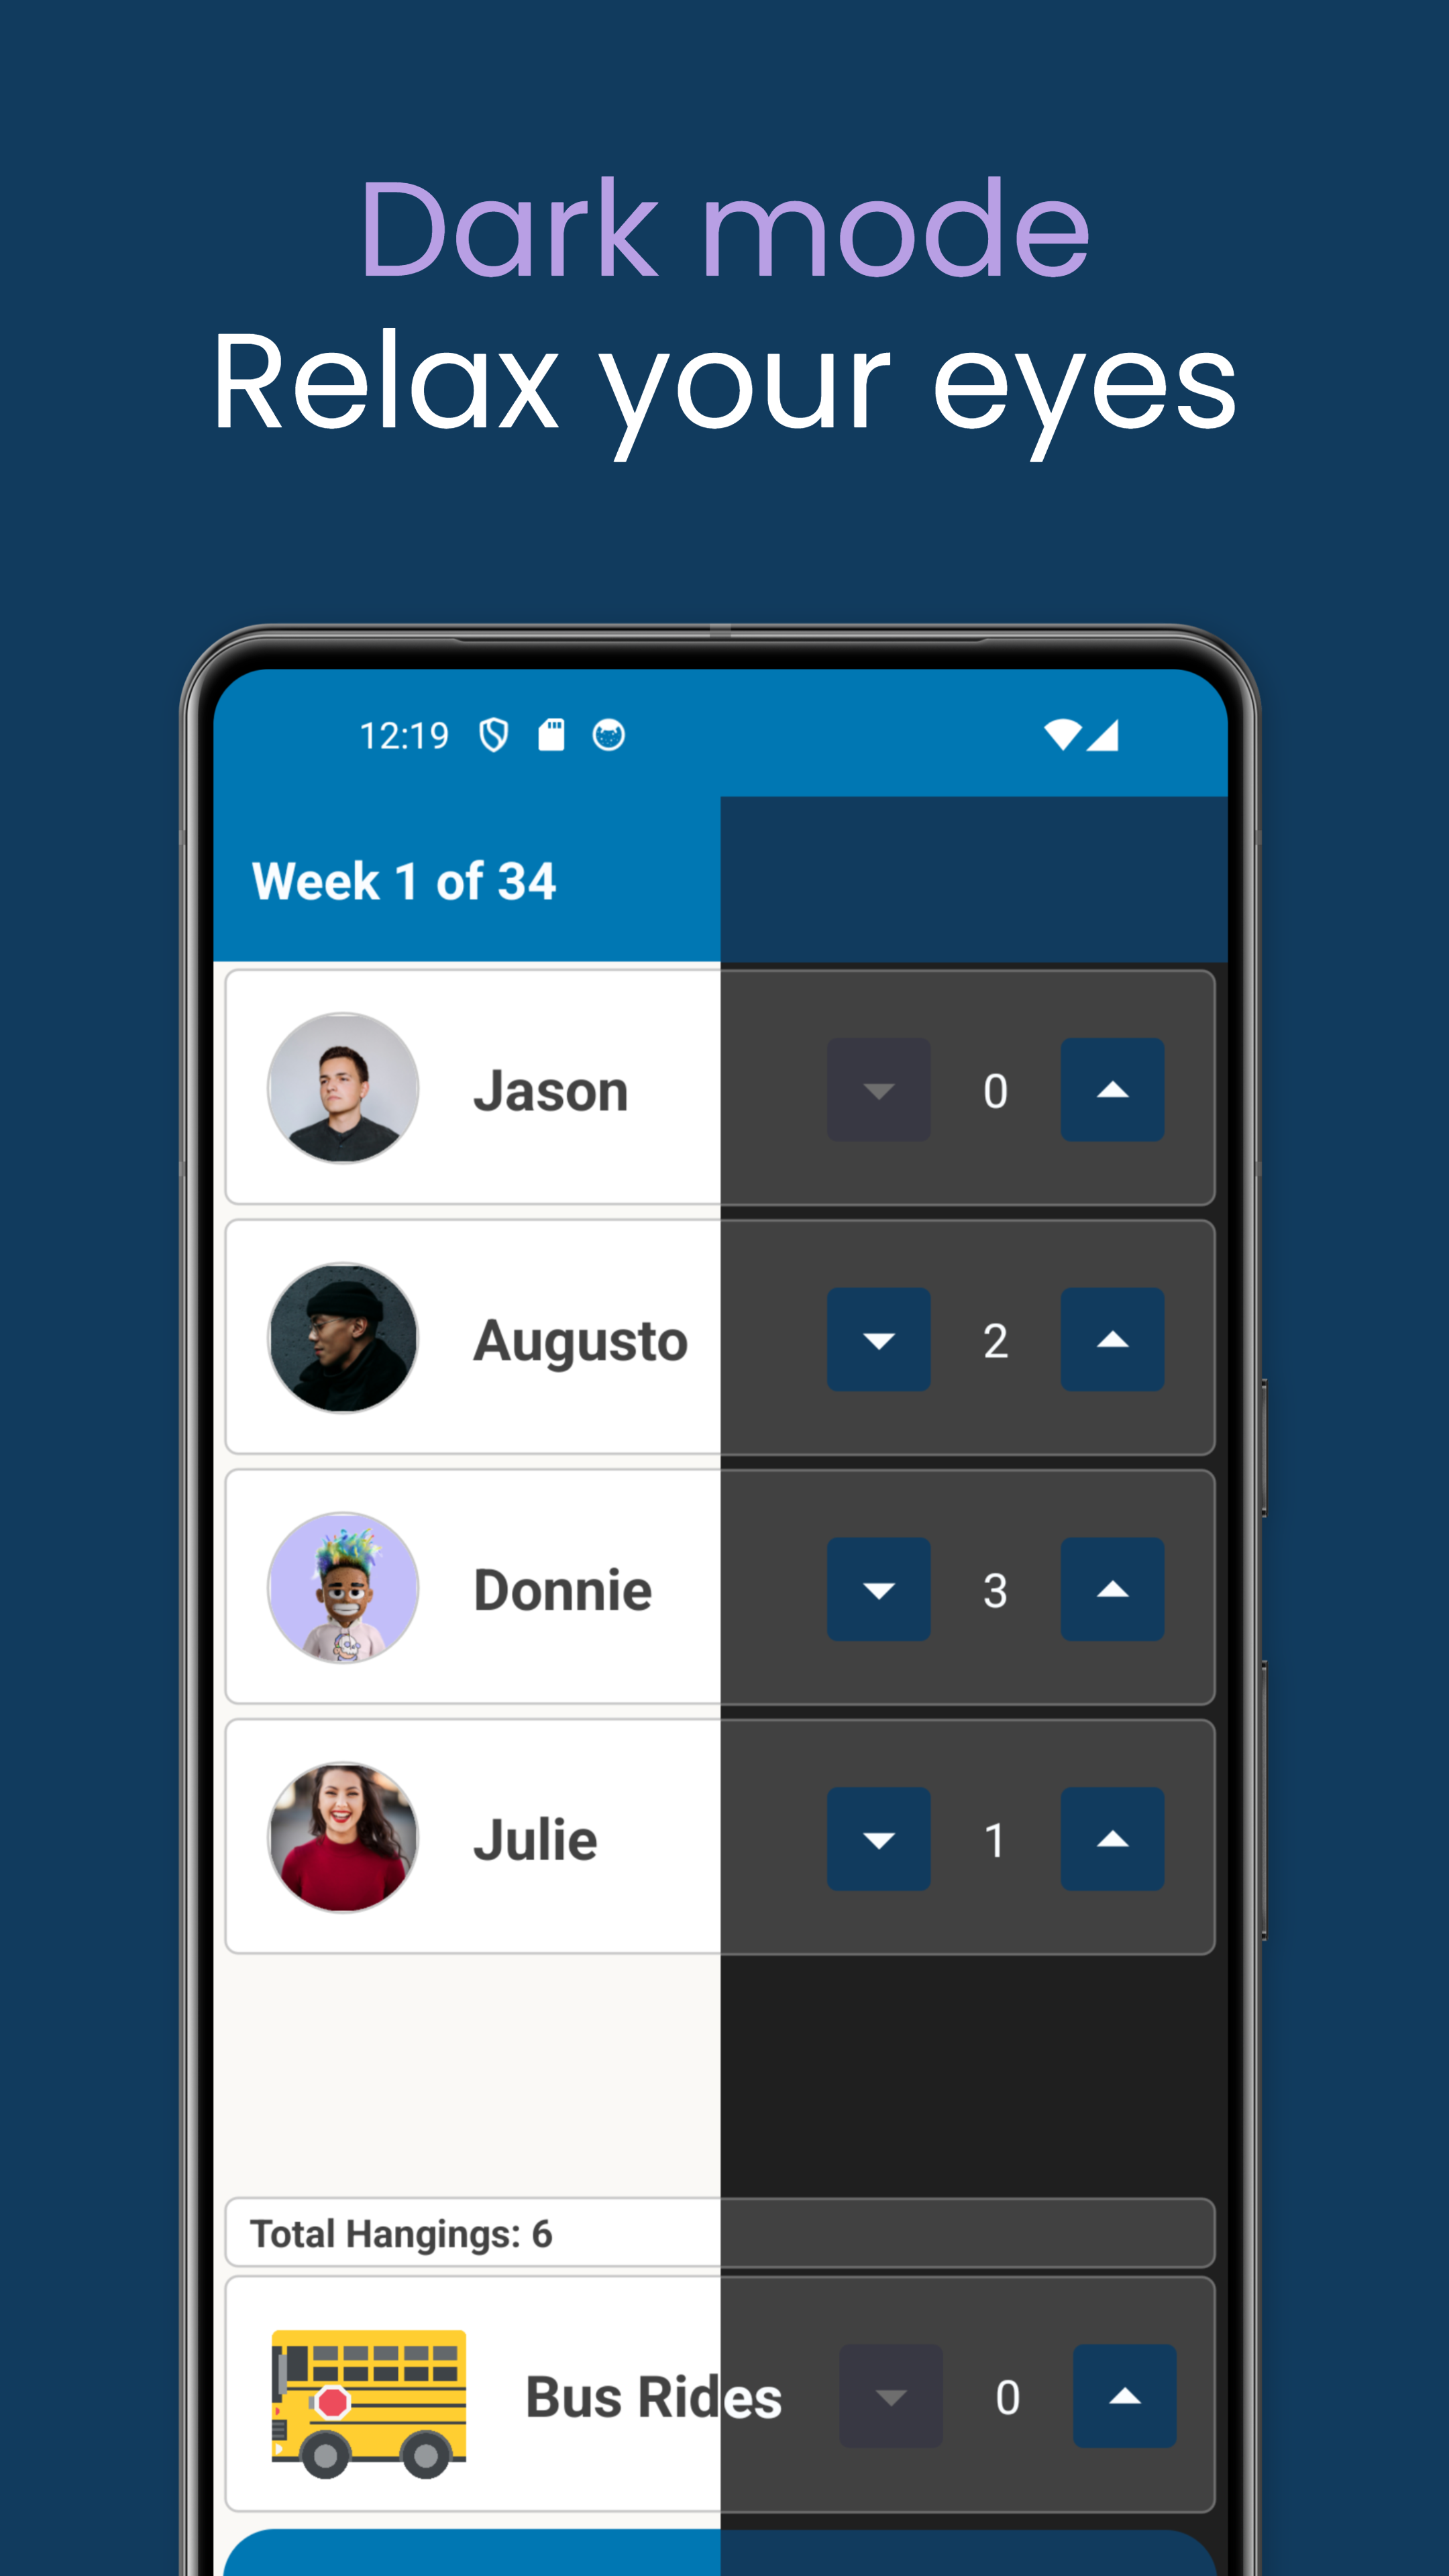 Dark mode
Relax your eyes
12:19
Week 1 of 34
Jason 0
Augusto 2
Donnie 3
Julie 1
Total Hangings: 6
Bus Rides 0